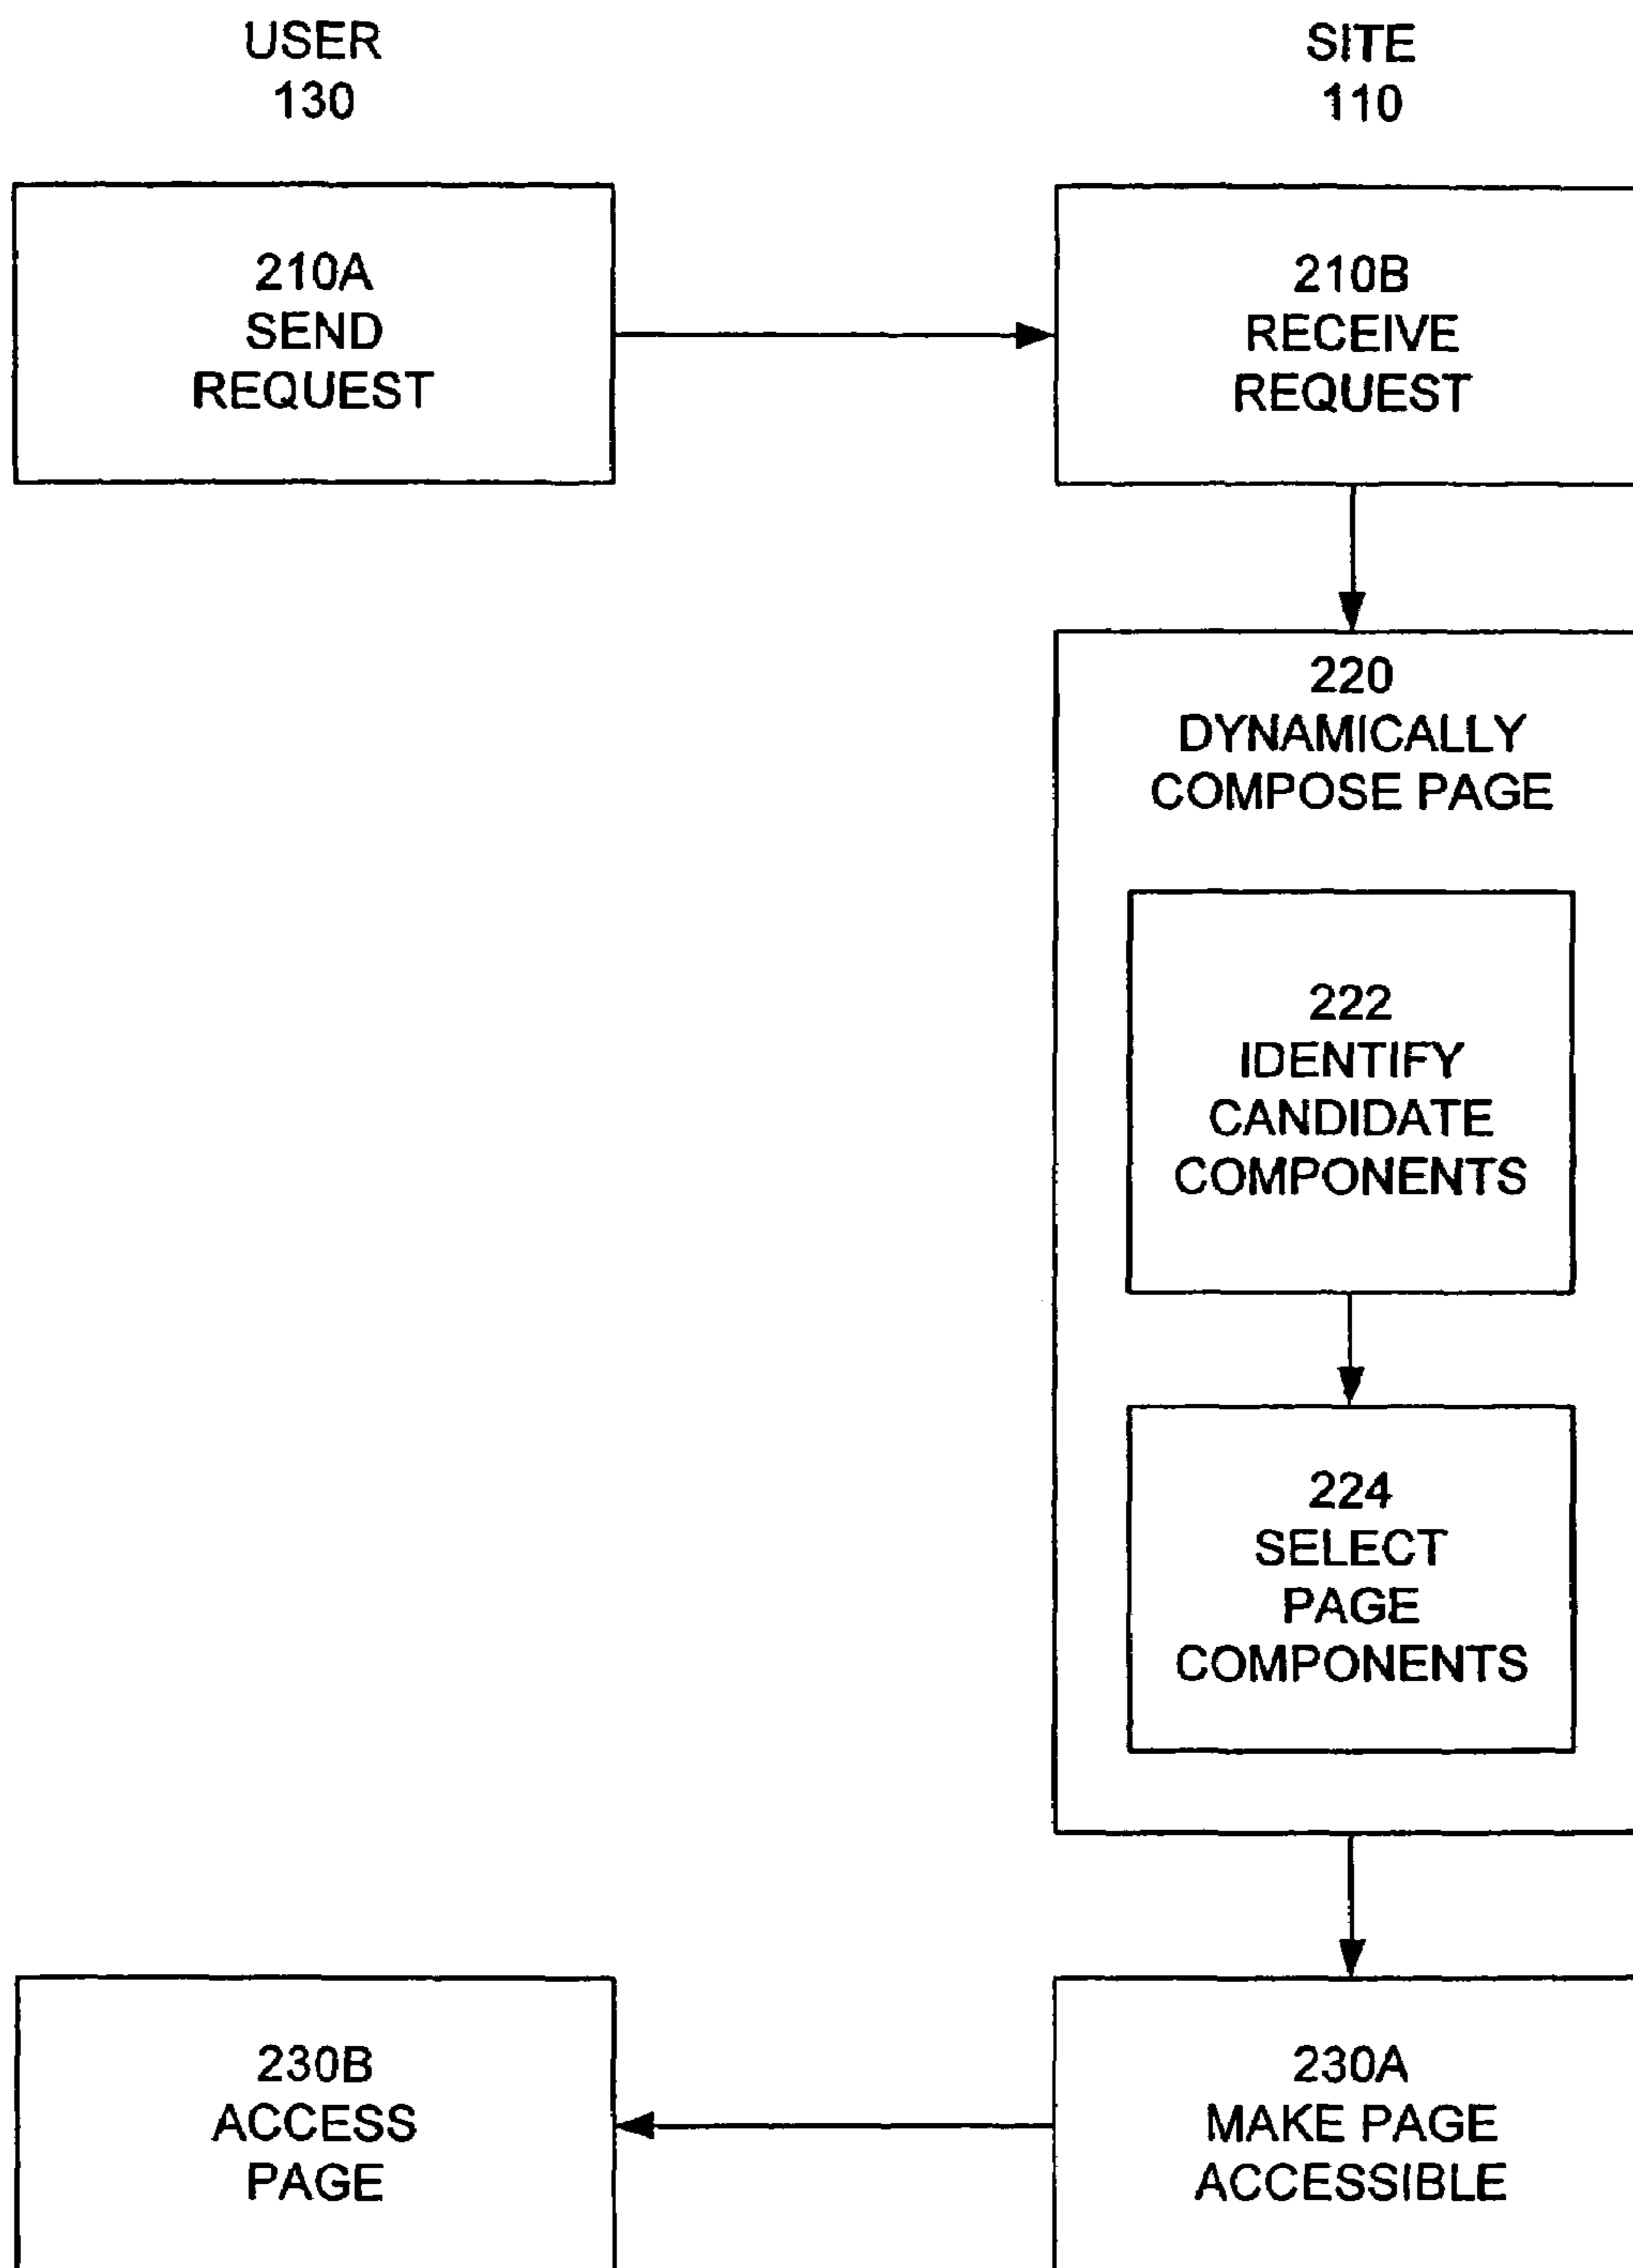 USER
130
SITE
110
210A
SEND
REQUEST
210B
RECEIVE
REQUEST
220
DYNAMICALLY
COMPOSE PAGE
222
IDENTIFY
CANDIDATE
COMPONENTS
224
SELECT
PAGE
COMPONENTS
230B
ACCESS
PAGE
230A
MAKE PAGE
ACCESSIBLE